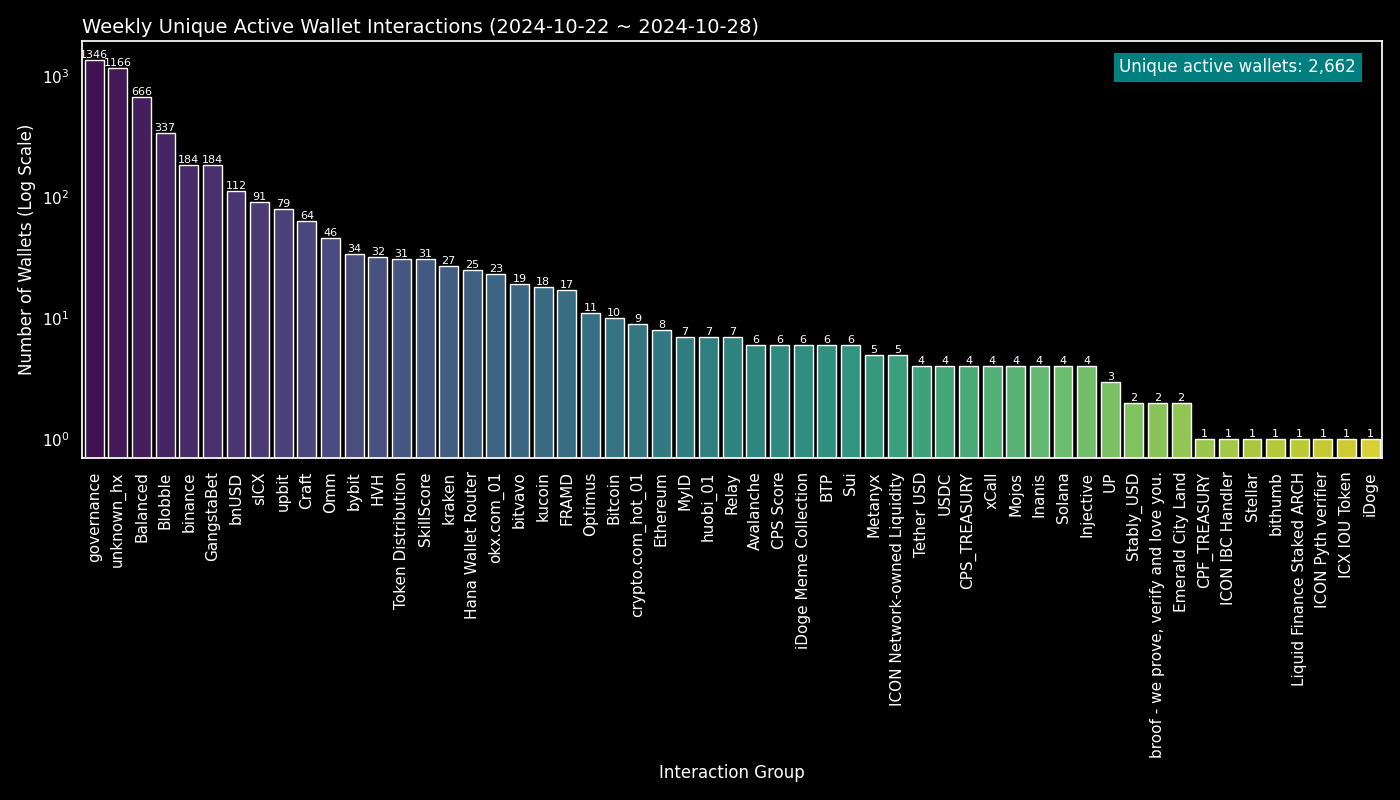 Weekly Unique Active Wallet Interactions (2024-10-22 ~ 2024-10-28)
Unique active wallets: 2,662
Number of Wallets (Log Scale)
10³
10²
10¹
10⁰
1346
1166
666
337
184
184
112
91
79
64
46
34
32
31
31
27
25
23
19
18
17
11
10
9
8
7
7
7
6
6
6
6
6
5
5
4
4
4
4
4
4
4
4
3
2
2
2
1
1
1
1
1
1
1
1
governance
unknown_hx
Balanced
Blobble
binance
GangstaBet
bnUSD
sICX
upbit
Craft
Omm
bybit
HVH
Token Distribution
SkillScore
kraken
Hana Wallet Router
okx.com_01
bitvavo
kucoin
FRAMD
Optimus
Bitcoin
crypto.com_hot_01
Ethereum
MyID
huobi_01
Relay
Avalanche
CPS Score
iDoge Meme Collection
BTP
Sui
Metanyx
ICON Network-owned Liquidity
Tether USD
USDC
CPS_TREASURY
xCall
Mojos
Inanis
Solana
Injective
UP
Stably_USD
broof - we prove, verify and love you.
Emerald City Land
CPF_TREASURY
ICON IBC Handler
Stellar
bithumb
Liquid Finance Staked ARCH
ICON Pyth verifier
ICX IOU Token
iDoge
Interaction Group